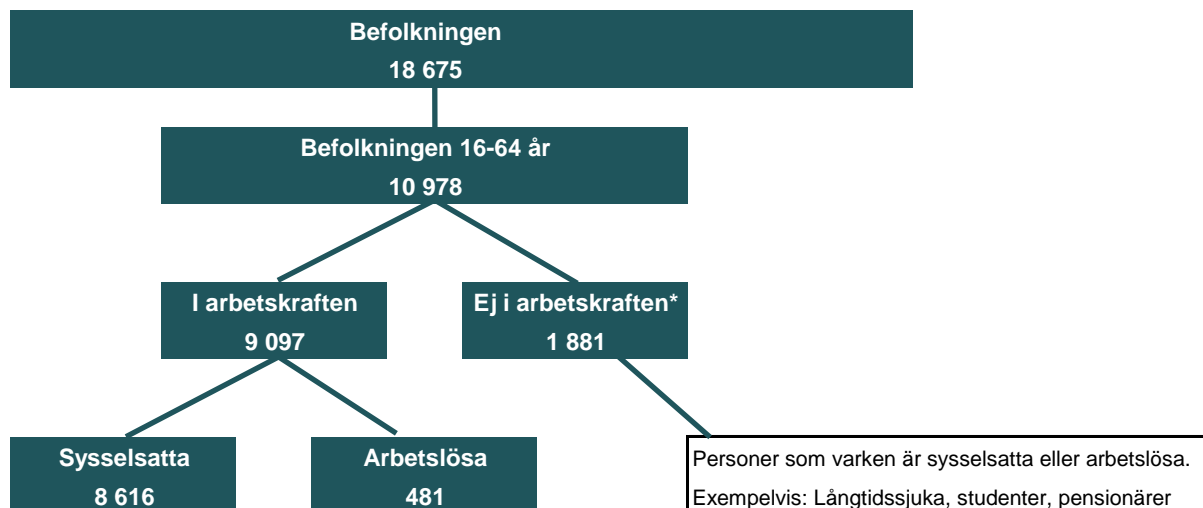 Befolkningen
18 675
Befolkningen 16-64 år
10 978
I arbetskraften
9 097
Ej i arbetskraften*
1 881
Sysselsatta
8 616
Arbetslösa
481
Personer som varken är sysselsatta eller arbetslösa.
Exempelvis: Långtidssjuka, studenter, pensionärer